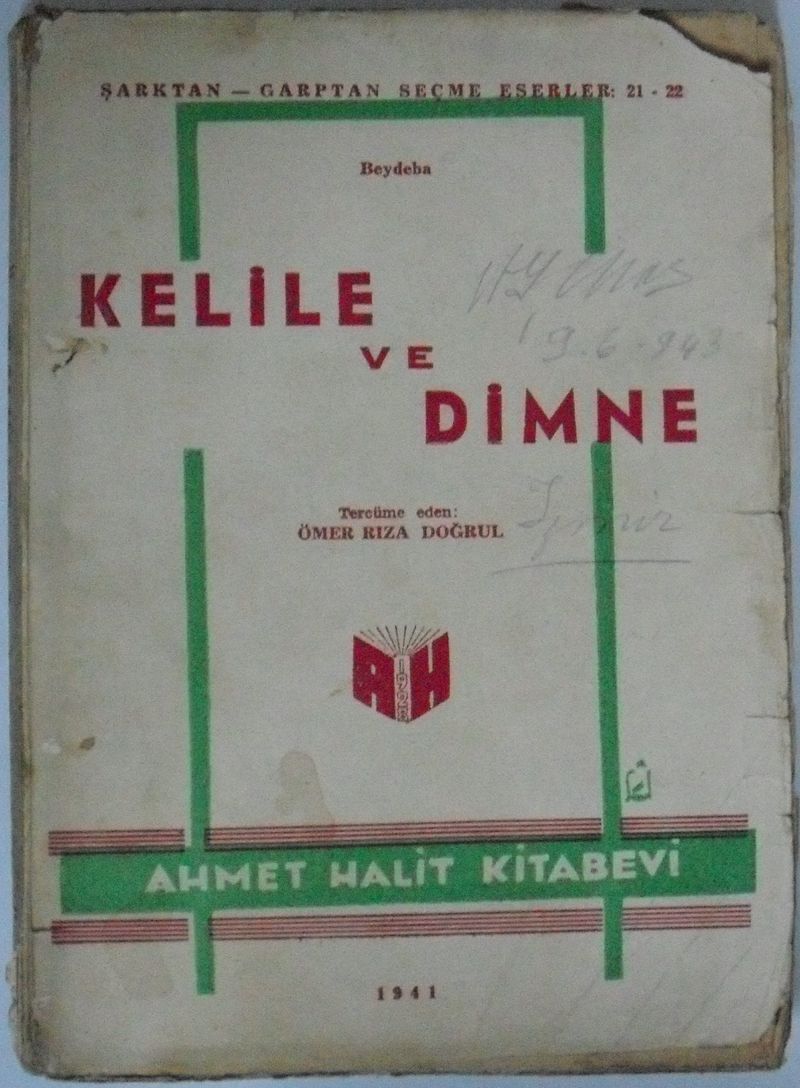 ŞARKTAN — GARPTAN SEÇME ESERLER: 21 - 22
Beydeba
KELİLE
VE
DİMNE
9-6-943
Tercüme eden:
ÖMER RIZA DOĞRUL
İzmir
A H
AHMET HALİT KİTABEVİ
1941